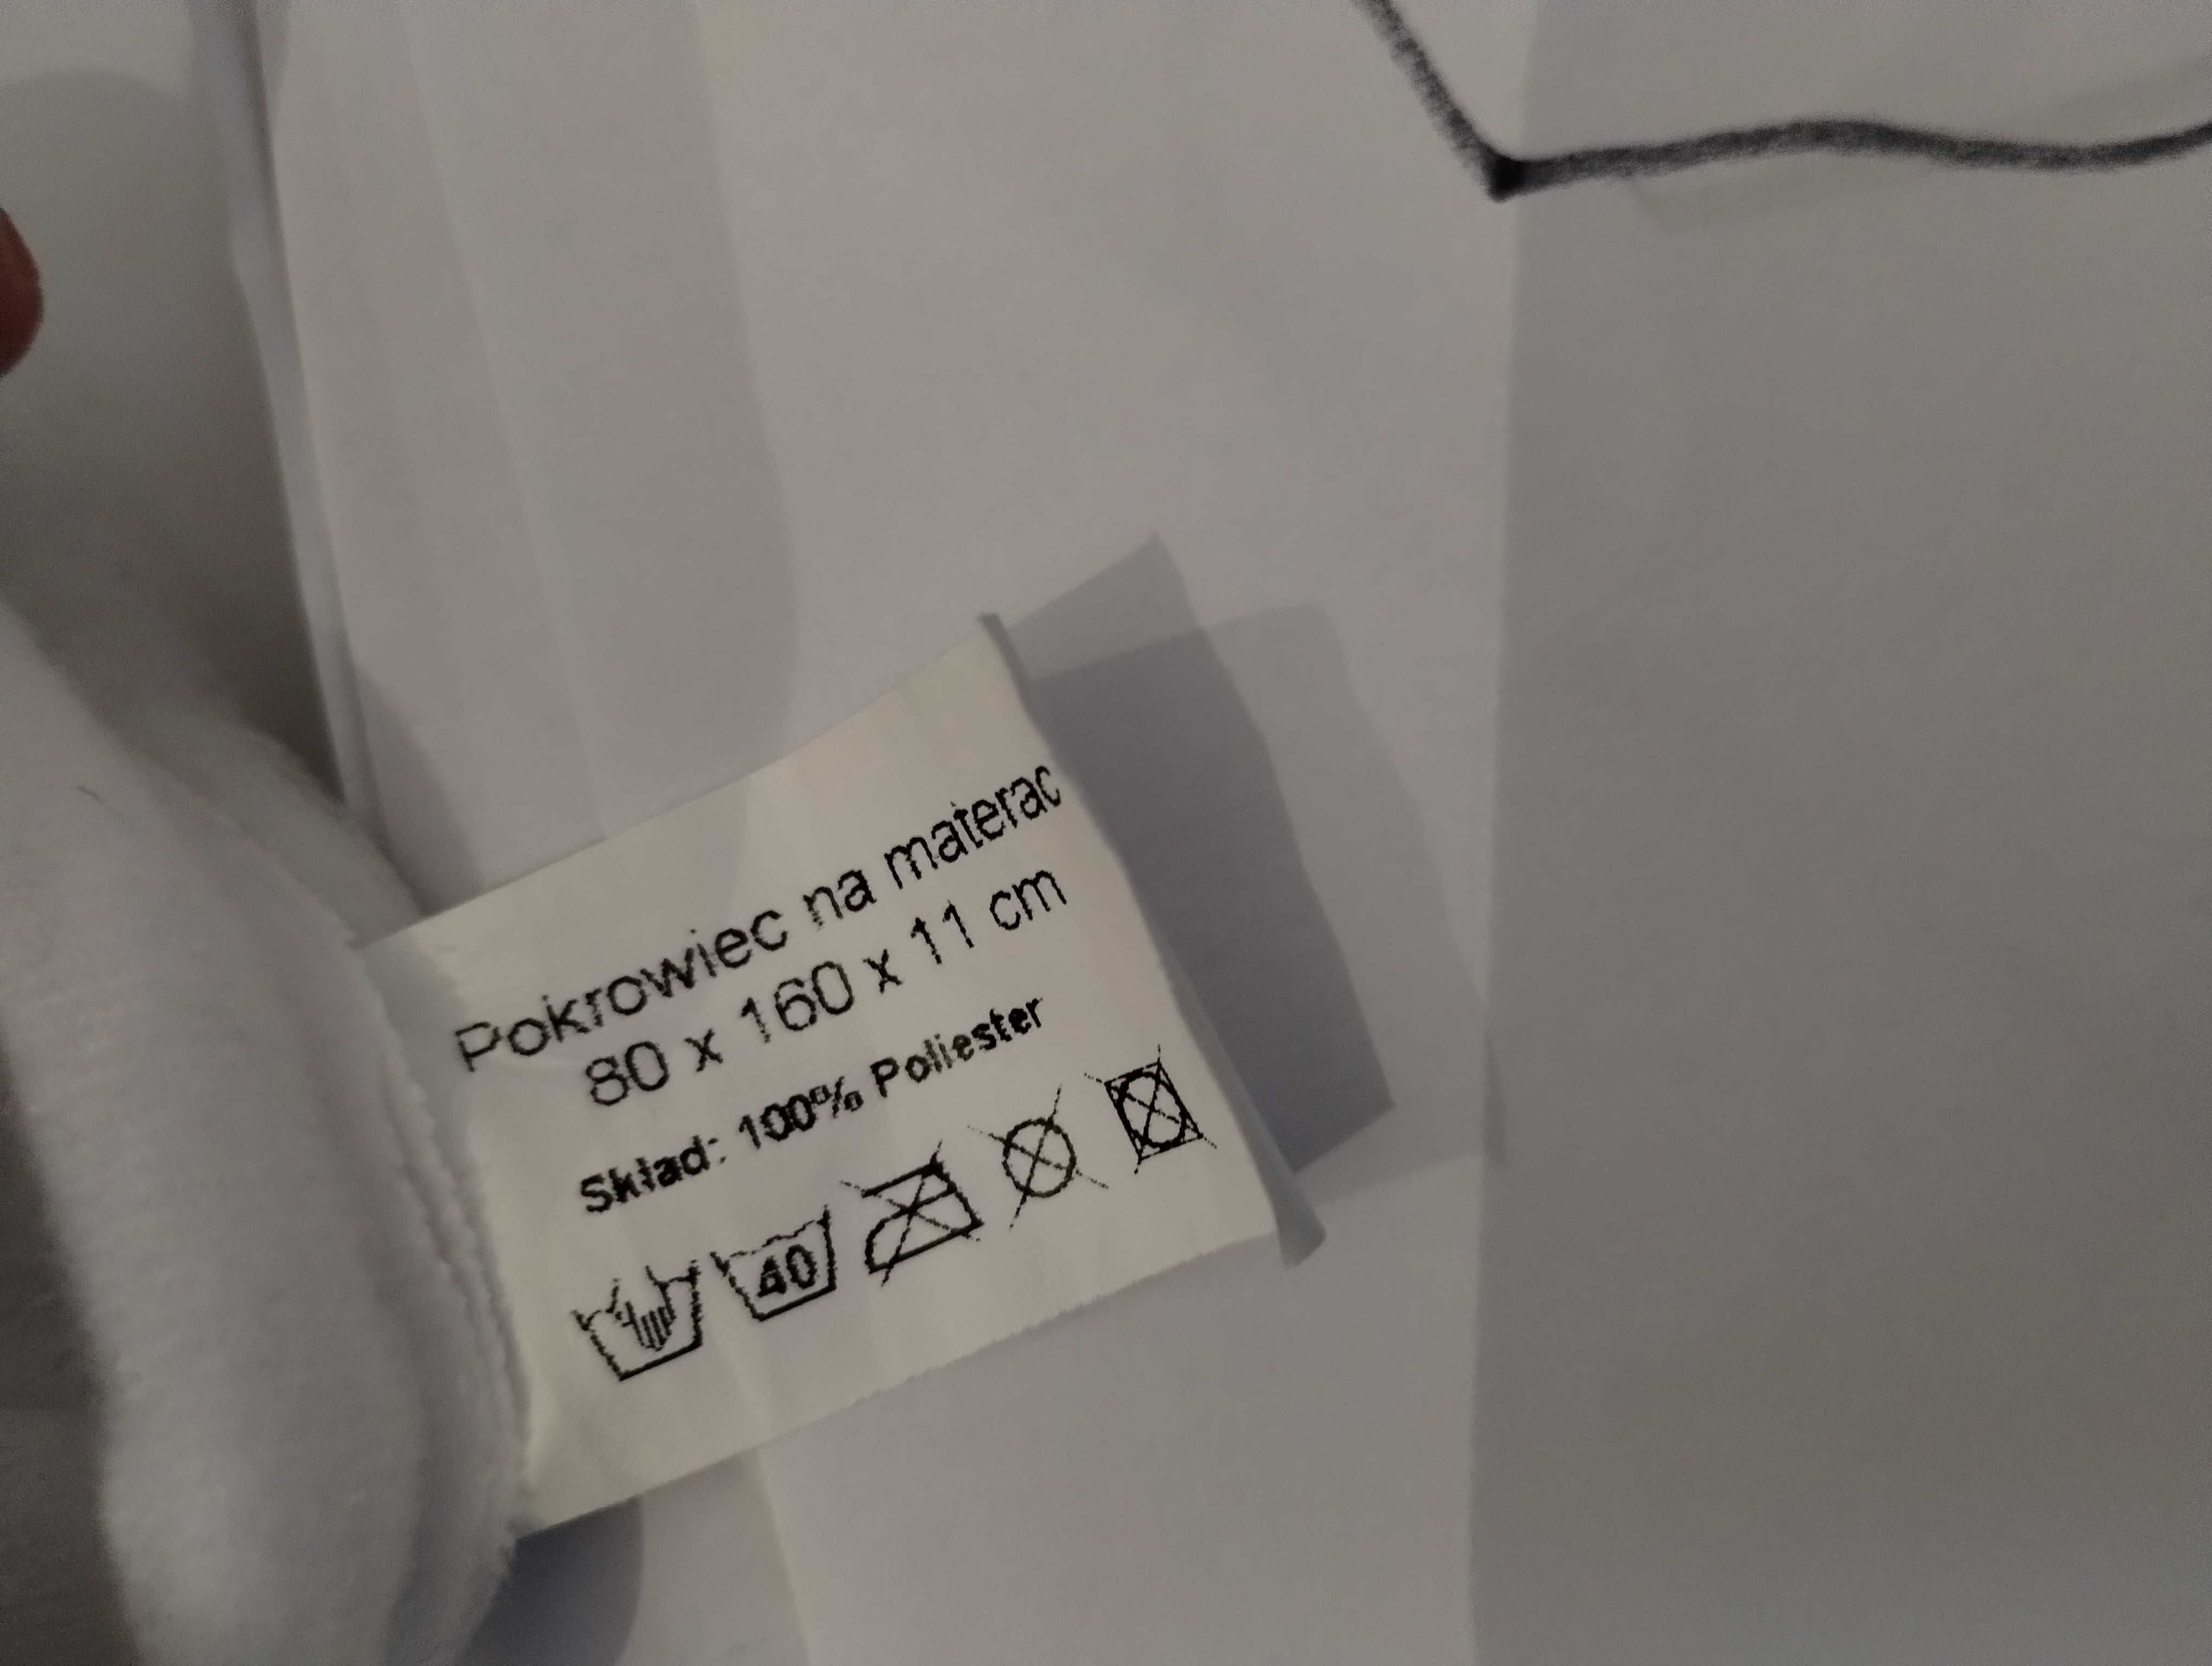 Pokrowiec na materac
80 x 160 x 11 cm
Skład: 100% Poliester
40